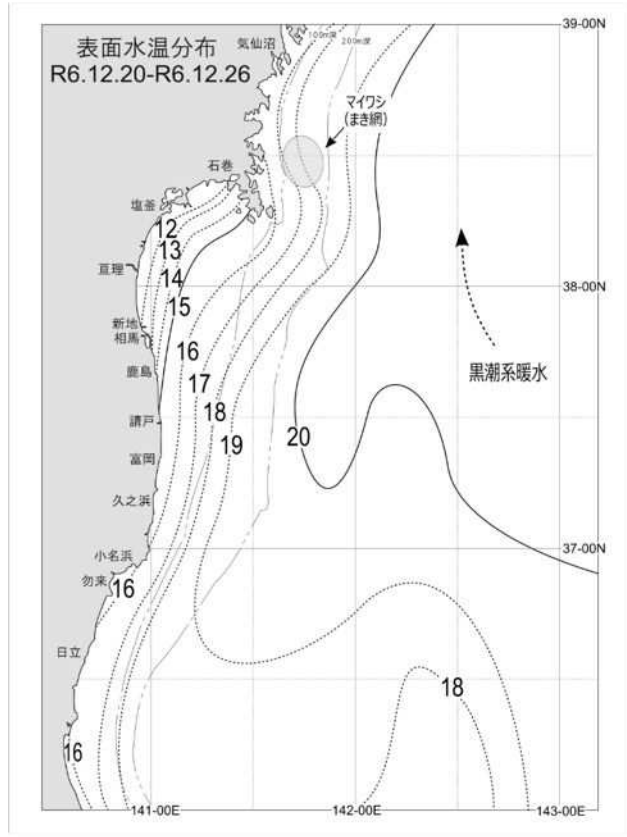 表面水温分布
R6.12.20-R6.12.26
気仙沼
100m深
200m深
39-00N
マイワシ
(まき網)
石巻
塩釜
12
13
亘理
14
38-00N
15
新地
相馬
16
黒潮系暖水
鹿島
17
請戸
18
19
20
富岡
久之浜
小名浜
37-00N
勿来
16
日立
18
16
141-00E
142-00E
143-00E